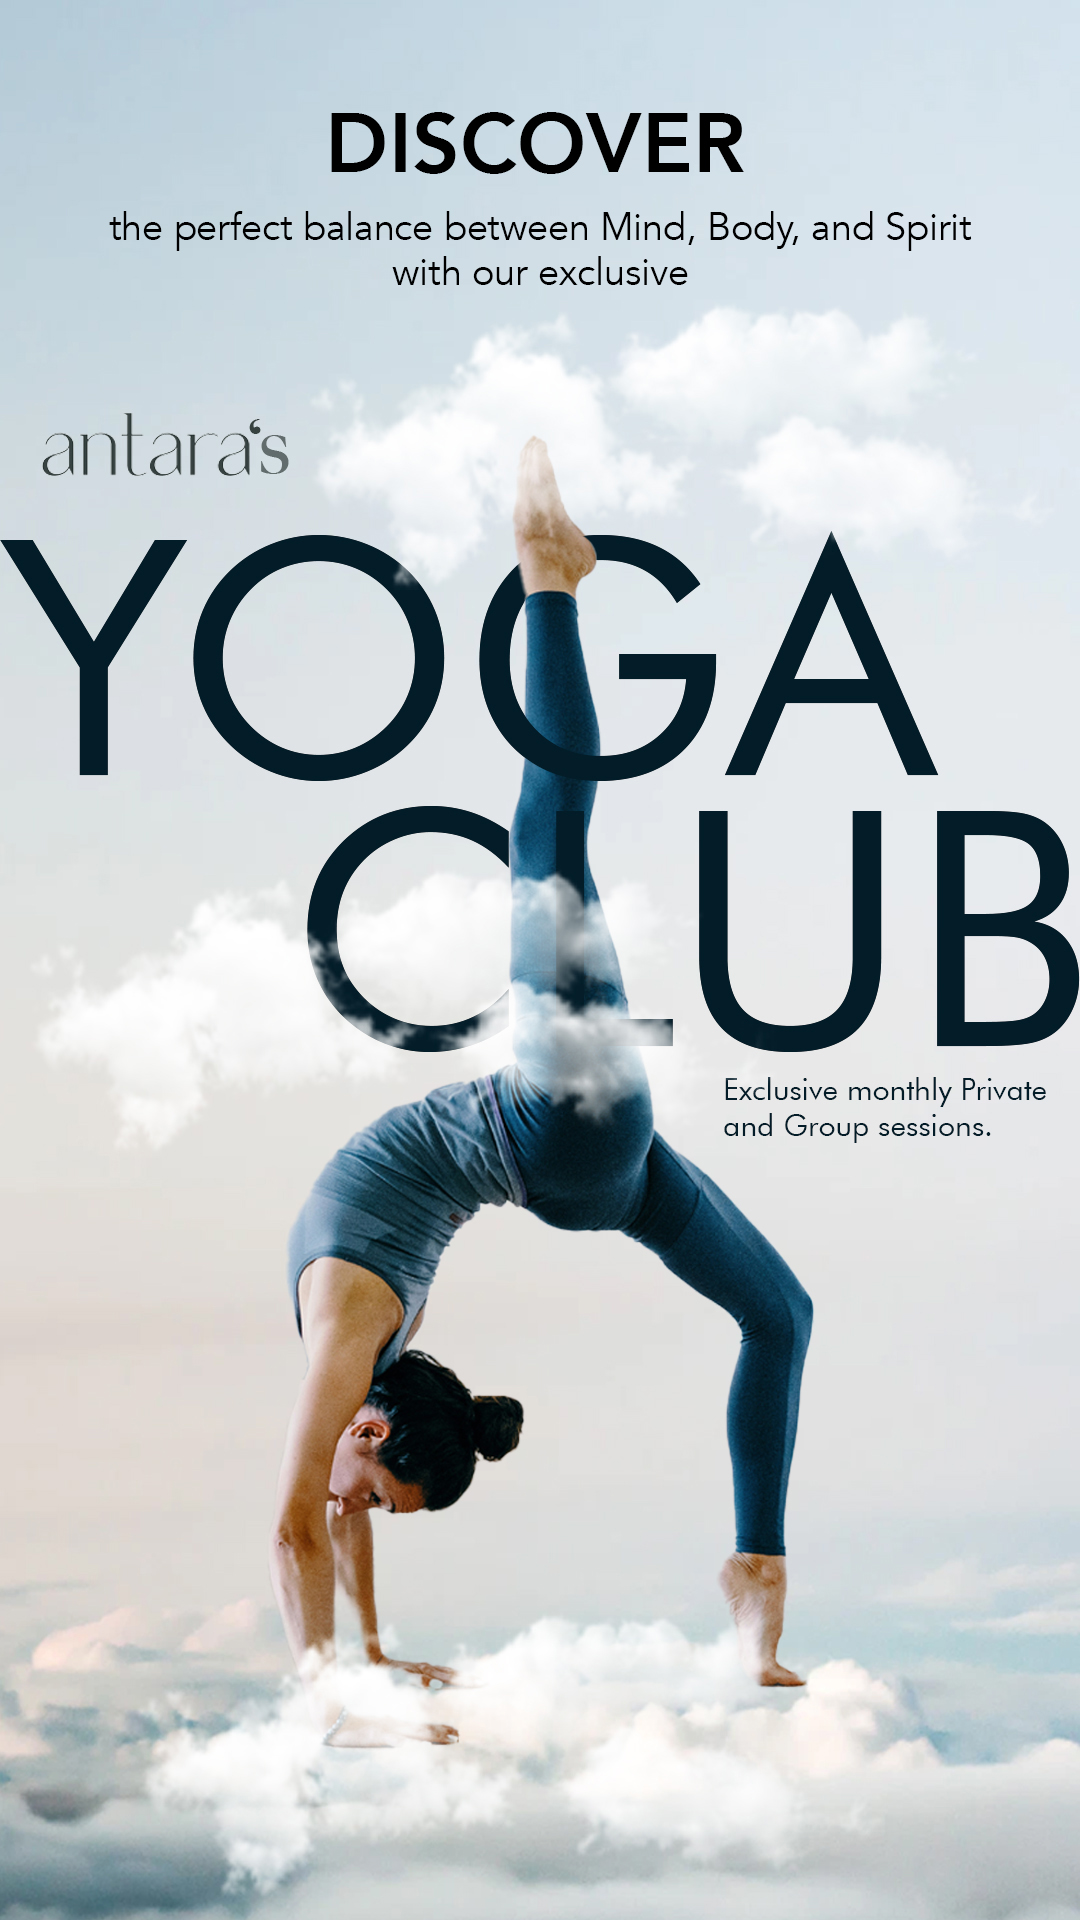 DISCOVER
the perfect balance between Mind, Body, and Spirit
with our exclusive
antara‘s
YOGA
CLUB
Exclusive monthly Private
and Group sessions.